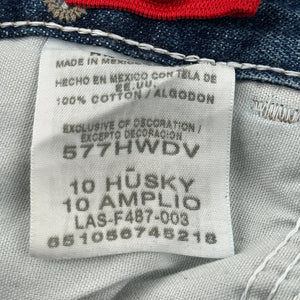 MADE IN MEXICO
HECHO EN MEXICO CON TELA DE
EE.UU.
100% COTTON / ALGODON
EXCLUSIVE OF DECORATION /
EXCEPTO DECORACIÓN
577HWDV
10 HUSKY
10 AMPLIO
LAS-F487-003
651056745218